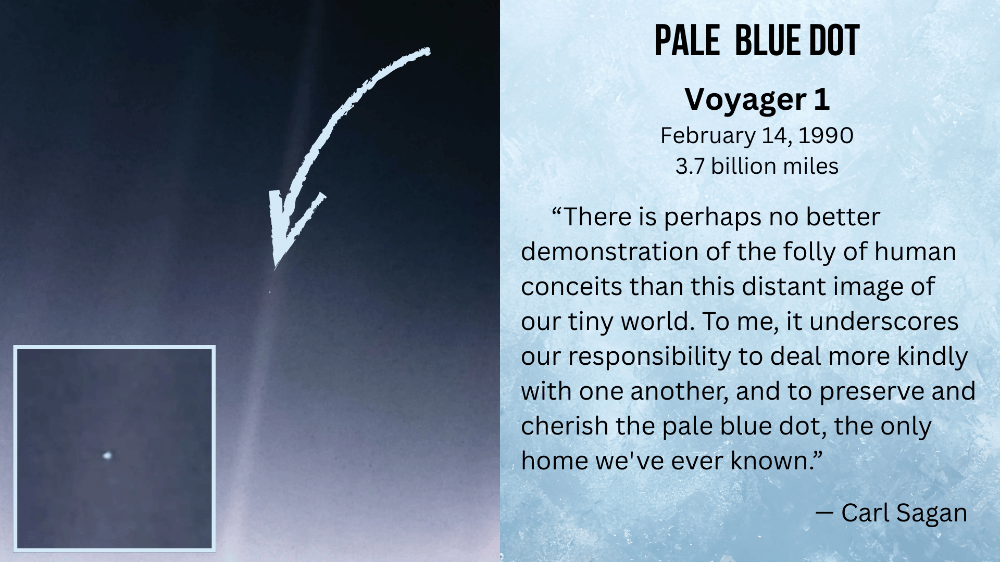 PALE BLUE DOT
Voyager 1
February 14, 1990
3.7 billion miles
“There is perhaps no better
demonstration of the folly of human
conceits than this distant image of
our tiny world. To me, it underscores
our responsibility to deal more kindly
with one another, and to preserve and
cherish the pale blue dot, the only
home we've ever known.”
— Carl Sagan